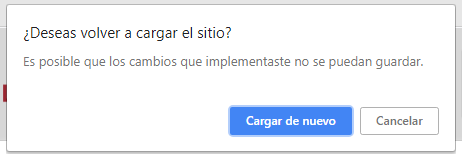 ¿Deseas volver a cargar el sitio?
Es posible que los cambios que implementaste no se puedan guardar.
Cargar de nuevo
Cancelar